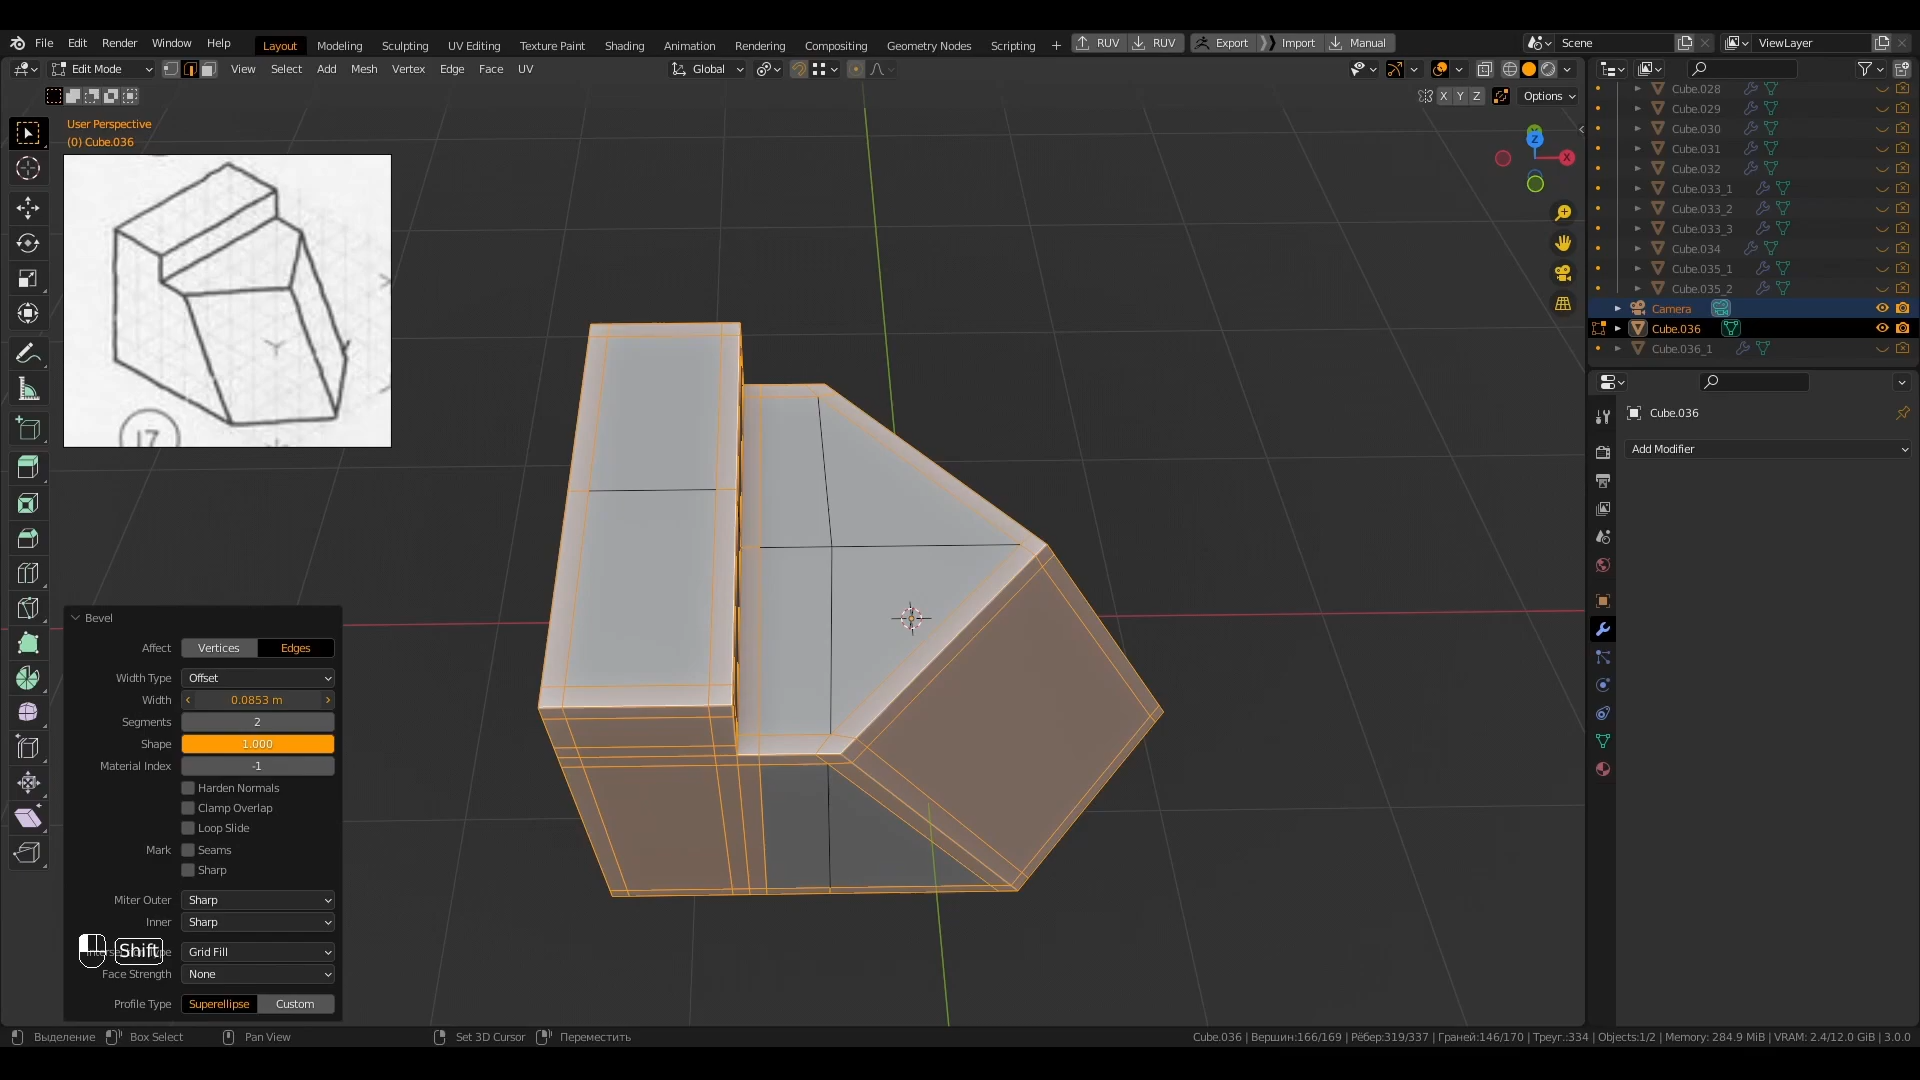 File Edit Render Window Help
Layout Modeling Sculpting UV Editing Texture Paint Shading Animation Rendering Compositing Geometry Nodes Scripting +
RUV RUV Export Import Manual
Scene ViewLayer
Edit Mode View Select Add Mesh Vertex Edge Face UV
Global
X Y Z Options
User Perspective
(0) Cube.036
17
Z
X
Cube.028
Cube.029
Cube.030
Cube.031
Cube.032
Cube.033_1
Cube.033_2
Cube.033_3
Cube.034
Cube.035_1
Cube.035_2
Camera
Cube.036
Cube.036_1
Cube.036
Add Modifier
Bevel
Affect Vertices Edges
Width Type Offset
Width 0.0853 m
Segments 2
Shape 1.000
Material Index -1
Harden Normals
Clamp Overlap
Loop Slide
Mark Seams
Sharp
Miter Outer Sharp
Inner Sharp
Grid Fill
Shift
Face Strength None
Profile Type Superellipse Custom
Выделение Box Select Pan View Set 3D Cursor Переместить
Cube.036 | Вершин:166/169 | Рёбер:319/337 | Граней:146/170 | Треуг.:334 | Objects:1/2 | Memory: 284.9 MiB | VRAM: 2.4/12.0 GiB | 3.0.0